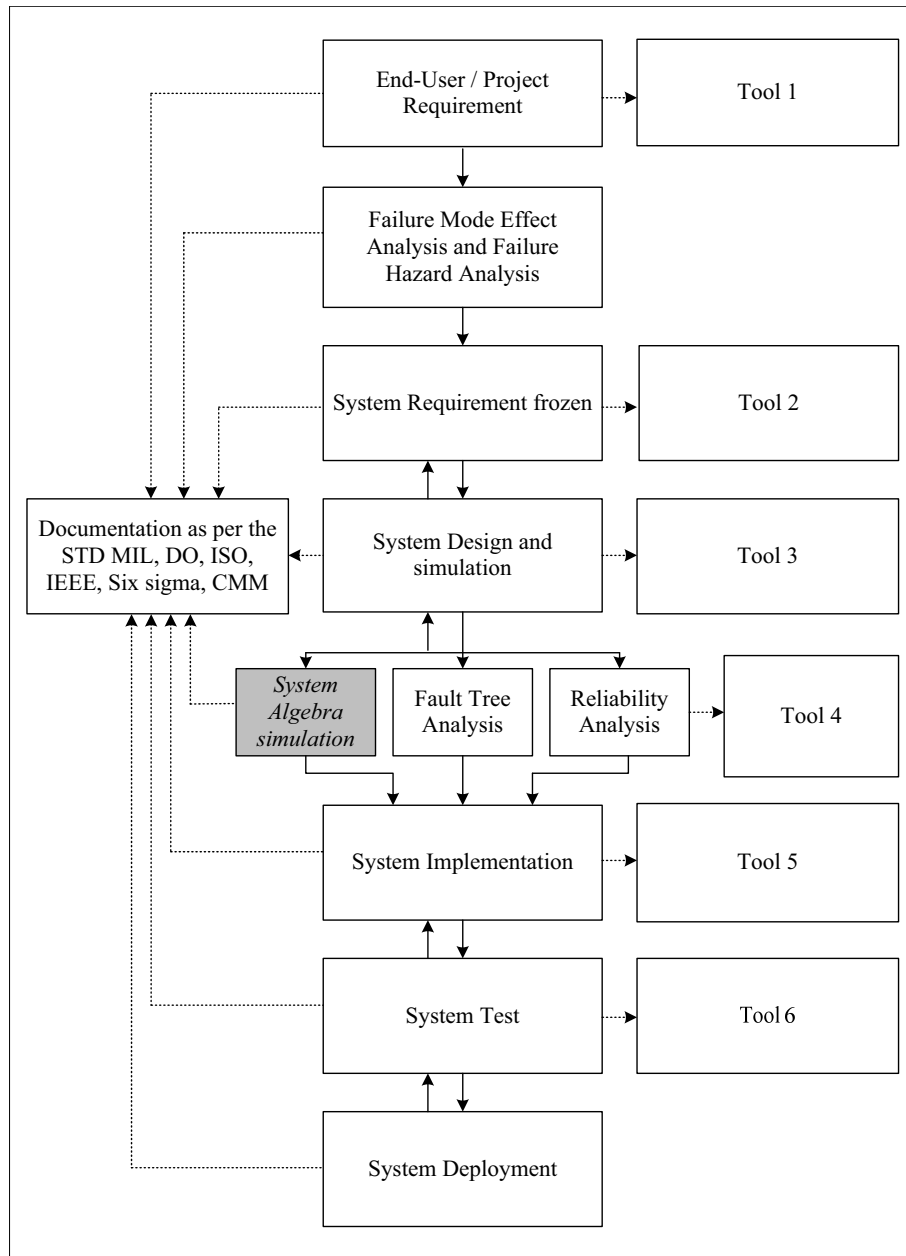 End-User / Project
Requirement
Tool 1
Failure Mode Effect
Analysis and Failure
Hazard Analysis
System Requirement frozen
Tool 2
Documentation as per the
STD MIL, DO, ISO,
IEEE, Six sigma, CMM
System Design and
simulation
Tool 3
System
Algebra
simulation
Fault Tree
Analysis
Reliability
Analysis
Tool 4
System Implementation
Tool 5
System Test
Tool 6
System Deployment